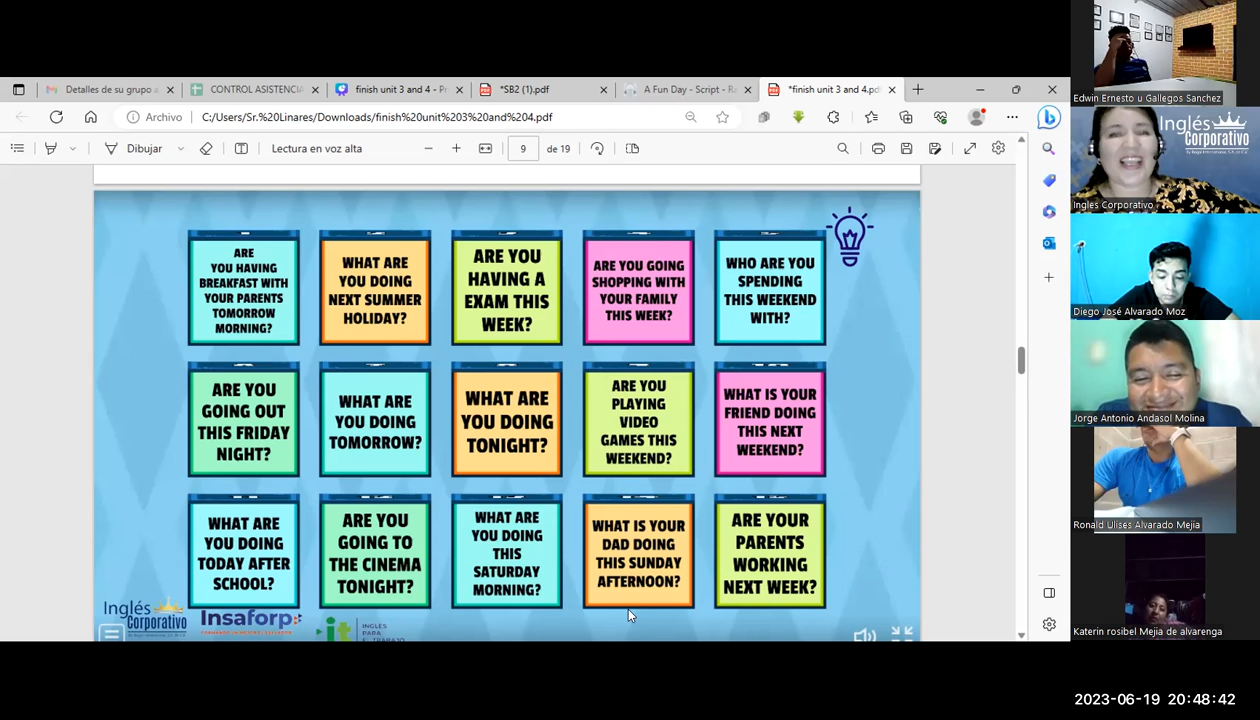 Detalles de su grupo a
CONTROL ASISTENCIA
finish unit 3 and 4 - Pr
*SB2 (1).pdf
A Fun Day - Script - Ra
*finish unit 3 and 4.pdf
Archivo
C:/Users/Sr.%20Linares/Downloads/finish%20unit%203%20and%204.pdf
Dibujar
Lectura en voz alta
9
de 19
ARE
YOU HAVING
BREAKFAST WITH
YOUR PARENTS
TOMORROW
MORNING?
WHAT ARE
YOU DOING
NEXT SUMMER
HOLIDAY?
ARE YOU
HAVING A
EXAM THIS
WEEK?
ARE YOU GOING
SHOPPING WITH
YOUR FAMILY
THIS WEEK?
WHO ARE YOU
SPENDING
THIS WEEKEND
WITH?
ARE YOU
GOING OUT
THIS FRIDAY
NIGHT?
WHAT ARE
YOU DOING
TOMORROW?
WHAT ARE
YOU DOING
TONIGHT?
ARE YOU
PLAYING
VIDEO
GAMES THIS
WEEKEND?
WHAT IS YOUR
FRIEND DOING
THIS NEXT
WEEKEND?
WHAT ARE
YOU DOING
TODAY AFTER
SCHOOL?
ARE YOU
GOING TO
THE CINEMA
TONIGHT?
WHAT ARE
YOU DOING
THIS
SATURDAY
MORNING?
WHAT IS YOUR
DAD DOING
THIS SUNDAY
AFTERNOON?
ARE YOUR
PARENTS
WORKING
NEXT WEEK?
Inglés
Corporativo
Insaforp
it
INGLÉS
PARA
EL TRABAJO
Edwin Ernesto u Gallegos Sanchez
Inglés
Corporativo
Ingles Corporativo
Diego José Alvarado Moz
Jorge Antonio Andasol Molina
Ronald Ulises Alvarado Mejia
Katerin rosibel Mejia de alvarenga
2023-06-19 20:48:42